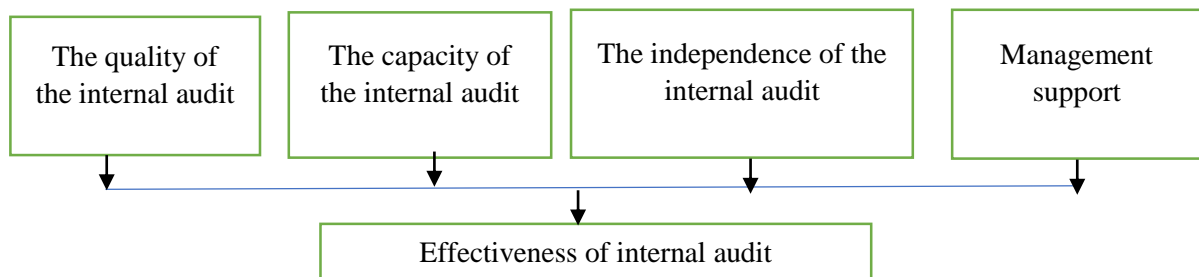 The quality of
the internal audit
The capacity of
the internal audit
The independence of the
internal audit
Management
support
Effectiveness of internal audit